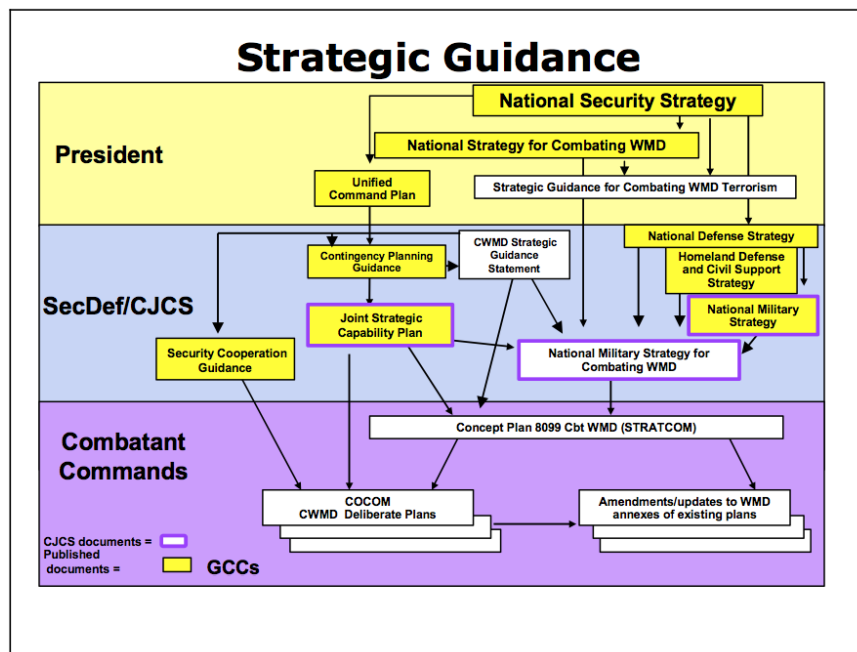 Strategic Guidance
President
National Security Strategy
National Strategy for Combating WMD
Unified
Command Plan
Strategic Guidance for Combating WMD Terrorism
SecDef/CJCS
National Defense Strategy
Contingency Planning
Guidance
CWMD Strategic
Guidance
Statement
Homeland Defense
and Civil Support
Strategy
Joint Strategic
Capability Plan
National Military
Strategy
Security Cooperation
Guidance
National Military Strategy for
Combating WMD
Combatant
Commands
Concept Plan 8099 Cbt WMD (STRATCOM)
COCOM
CWMD Deliberate Plans
Amendments/updates to WMD
annexes of existing plans
CJCS documents =
Published
documents =
GCCs